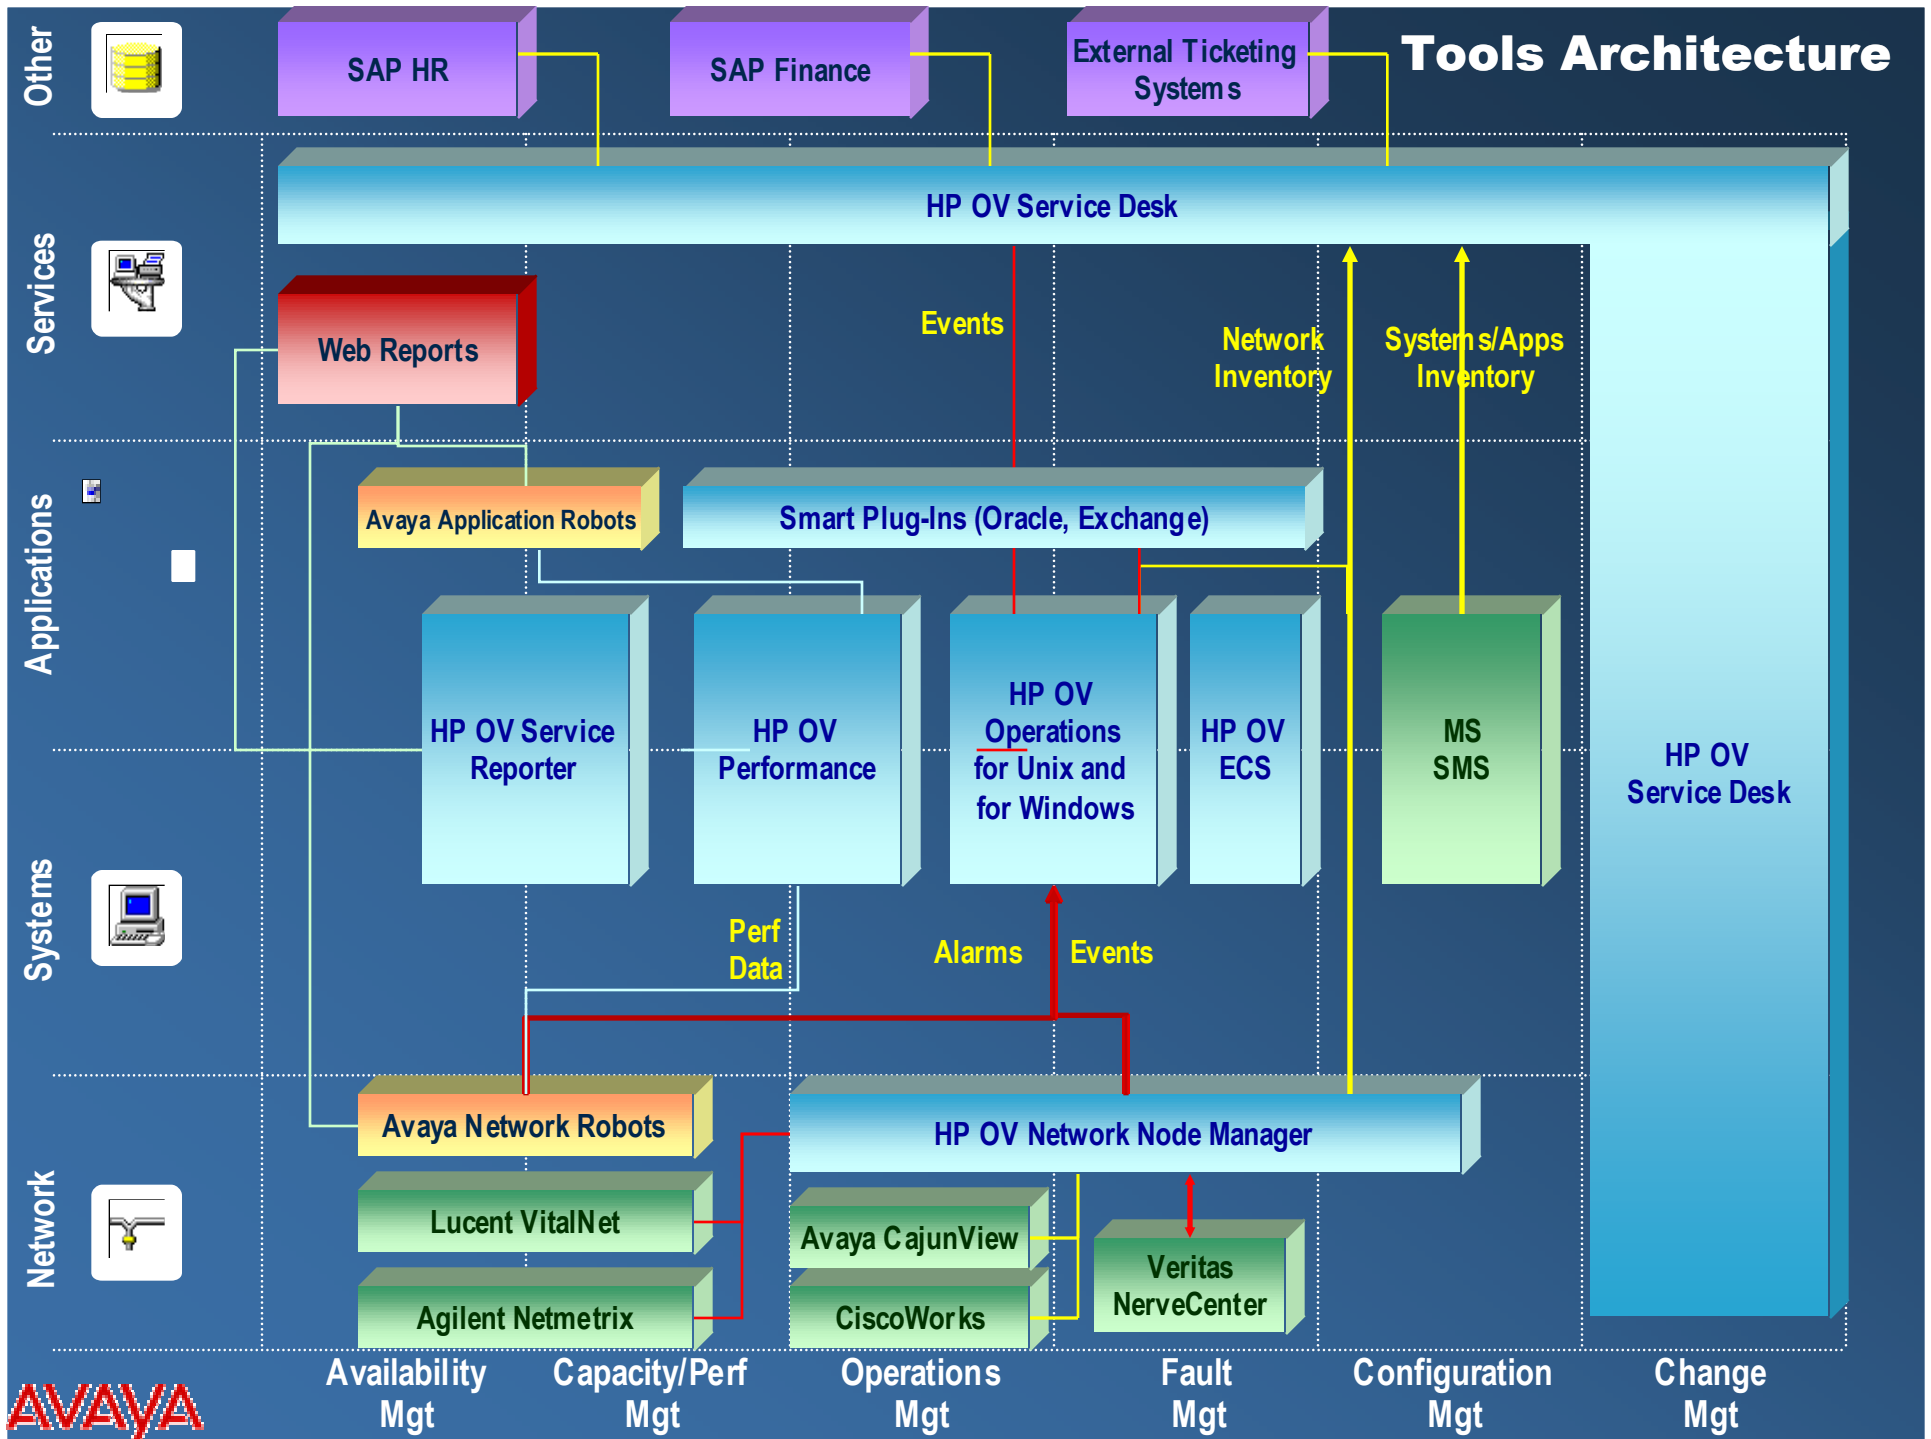 Tools Architecture
Other
SAP HR
SAP Finance
External Ticketing
Systems
Services
HP OV Service Desk
Web Reports
Events
Network
Inventory
Systems/Apps
Inventory
Applications
Avaya Application Robots
Smart Plug-Ins (Oracle, Exchange)
HP OV Service
Reporter
HP OV
Performance
HP OV
Operations
for Unix and
for Windows
HP OV
ECS
MS
SMS
HP OV
Service Desk
Systems
Perf
Data
Alarms
Events
Network
Avaya Network Robots
HP OV Network Node Manager
Lucent VitalNet
Avaya CajunView
Veritas
NerveCenter
Agilent Netmetrix
CiscoWorks
Availability
Mgt
Capacity/Perf
Mgt
Operations
Mgt
Fault
Mgt
Configuration
Mgt
Change
Mgt
AVAYA